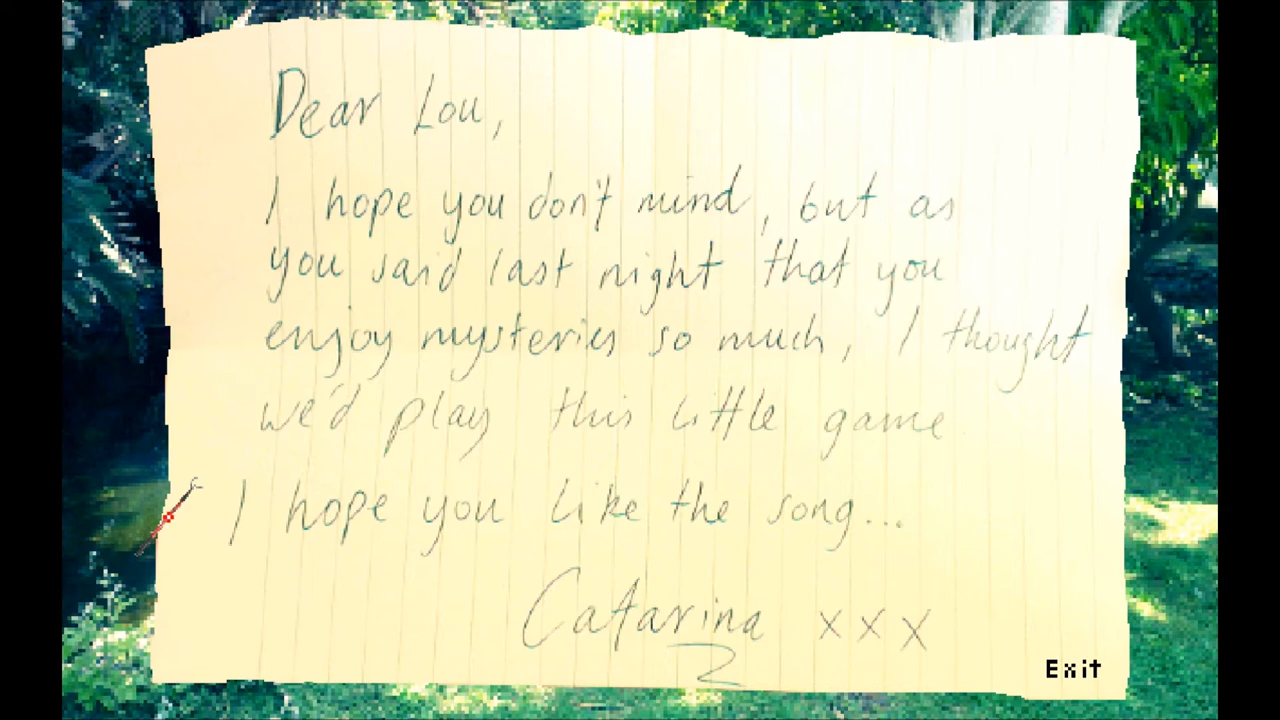 Dear Lou,
I hope you don't mind, but as
you said last night that you
enjoy mysteries so much, I thought
we'd play this little game
I hope you like the song...
Catarina xxx
Exit